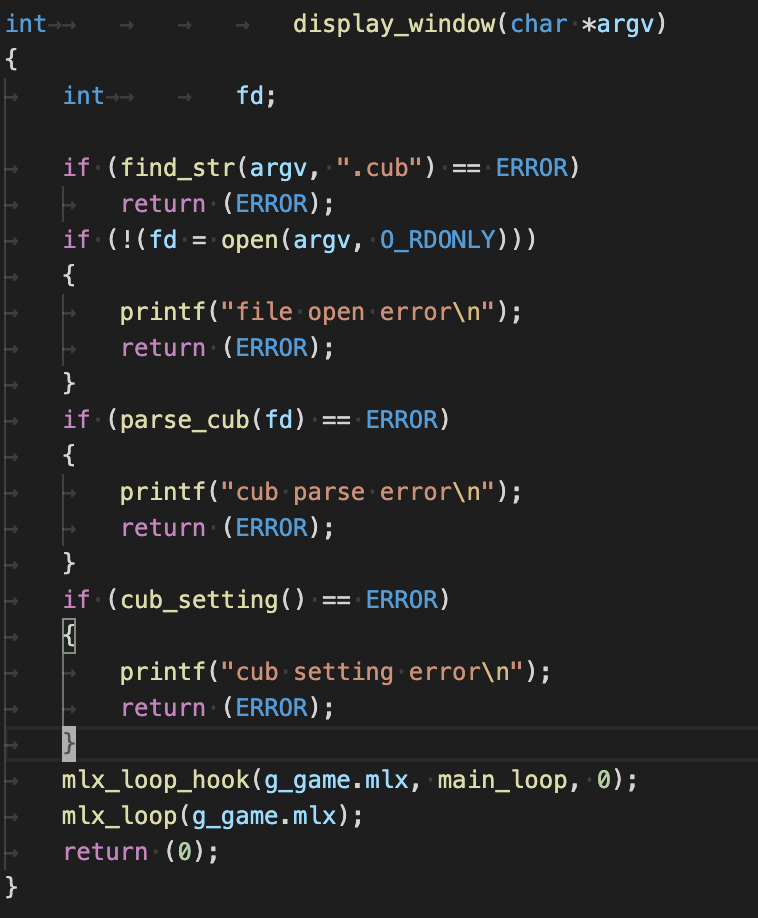 int display_window(char *argv)
{
int fd;
if (find_str(argv, ".cub") == ERROR)
return (ERROR);
if (!(fd = open(argv, O_RDONLY)))
{
printf("file open error\n");
return (ERROR);
}
if (parse_cub(fd) == ERROR)
{
printf("cub parse error\n");
return (ERROR);
}
if (cub_setting() == ERROR)
{
printf("cub setting error\n");
return (ERROR);
}
mlx_loop_hook(g_game.mlx, main_loop, 0);
mlx_loop(g_game.mlx);
return (0);
}